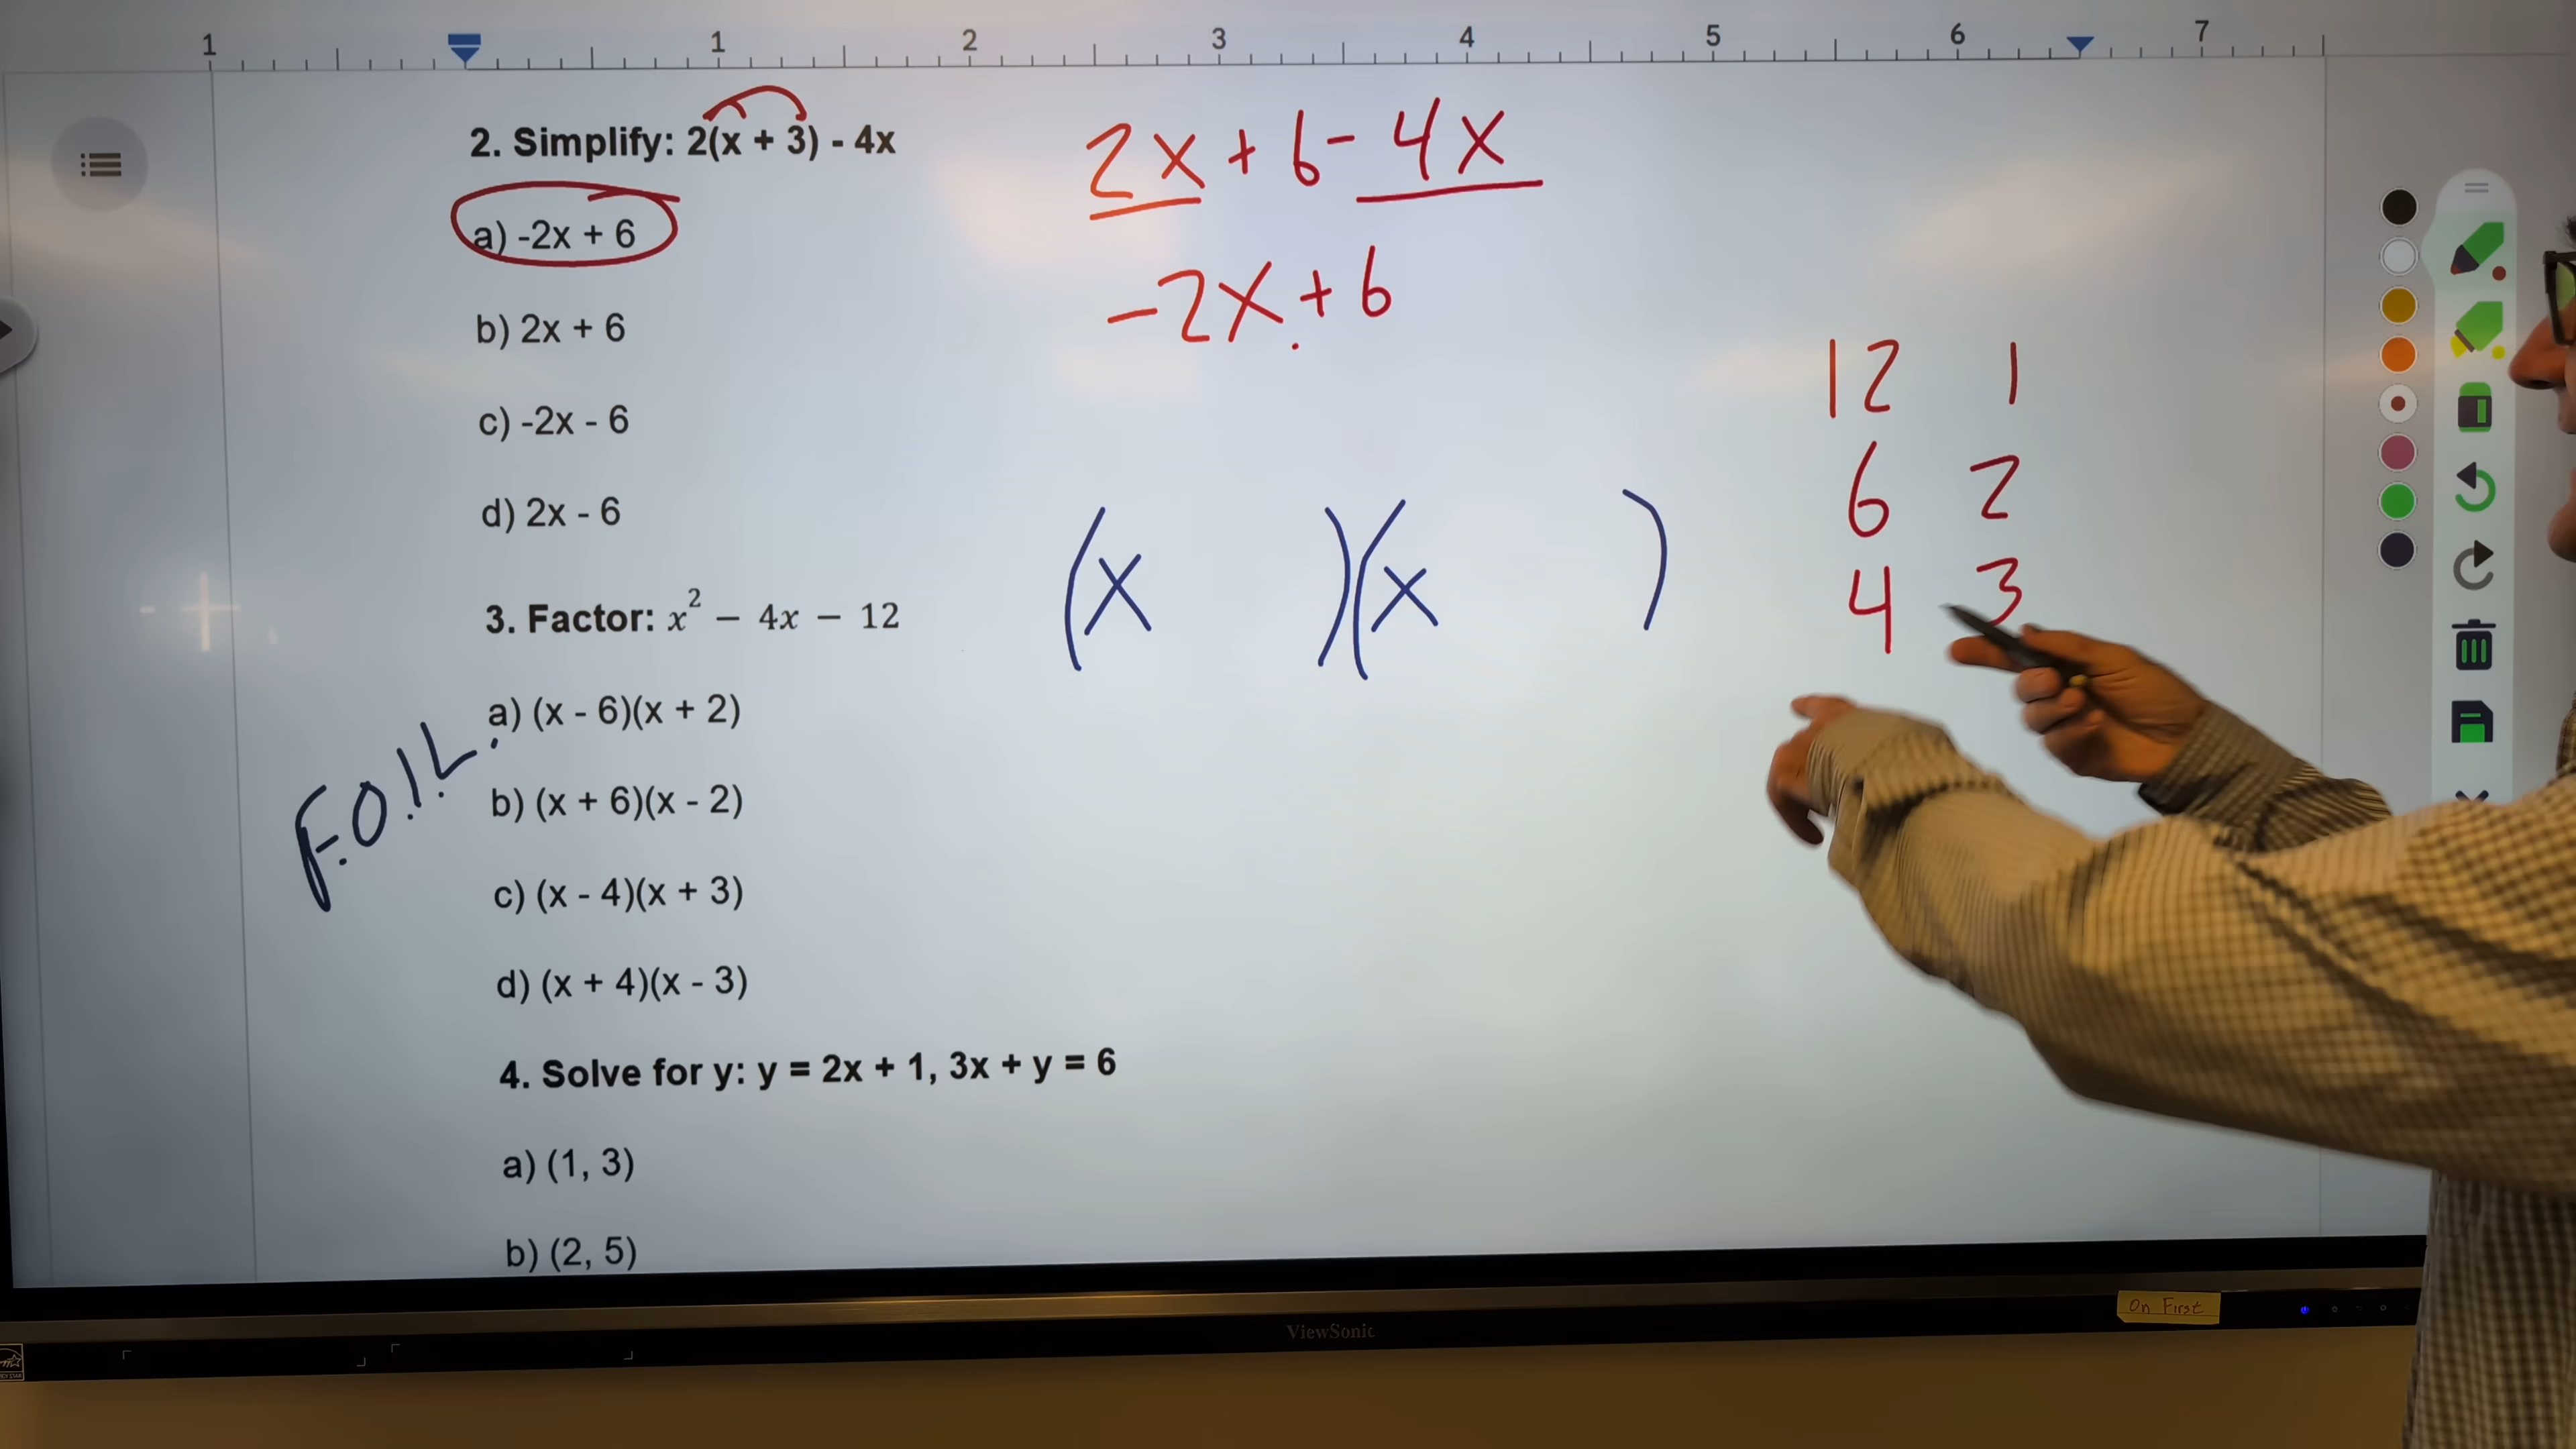 1 1 2 3 4 5 6 7
2. Simplify: 2(x + 3) - 4x
2x + 6 - 4x
a) -2x + 6
-2x + 6
b) 2x + 6
c) -2x - 6
d) 2x - 6
12 1
6 2
4 3
(x )(x )
3. Factor: x² − 4x − 12
a) (x - 6)(x + 2)
F.O.I.L.
b) (x + 6)(x - 2)
c) (x - 4)(x + 3)
d) (x + 4)(x - 3)
4. Solve for y: y = 2x + 1, 3x + y = 6
a) (1, 3)
b) (2, 5)
On First
ViewSonic